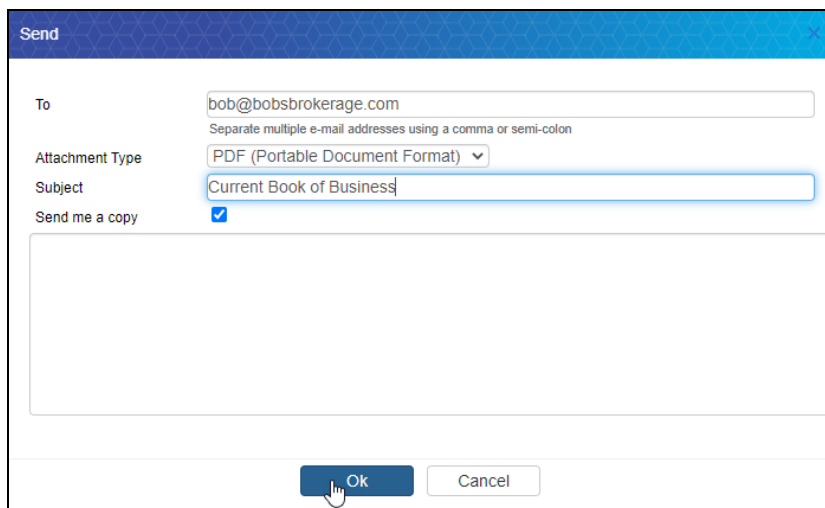 Send
To bob@bobsbrokerage.com
Separate multiple e-mail addresses using a comma or semi-colon
Attachment Type PDF (Portable Document Format)
Subject Current Book of Business
Send me a copy
Ok Cancel